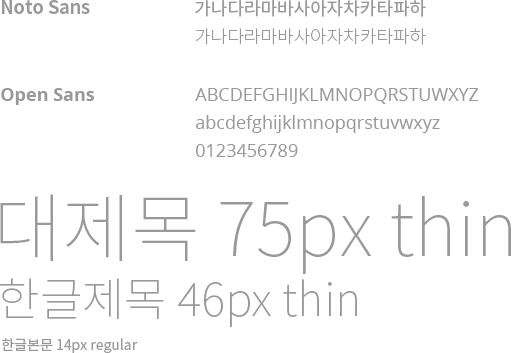 Noto Sans 가나다라마바사아자차카타파하
가나다라마바사아자차카타파하
Open Sans ABCDEFGHIJKLMNOPQRSTUWXYZ
abcdefghijklmnopqrstuvwxyz
0123456789
대제목 75px thin
한글제목 46px thin
한글본문 14px regular